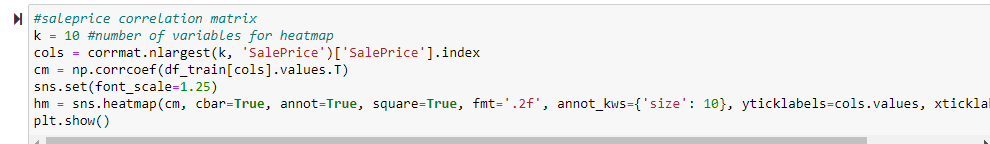 #saleprice correlation matrix
k = 10 #number of variables for heatmap
cols = corrmat.nlargest(k, 'SalePrice')['SalePrice'].index
cm = np.corrcoef(df_train[cols].values.T)
sns.set(font_scale=1.25)
hm = sns.heatmap(cm, cbar=True, annot=True, square=True, fmt='.2f', annot_kws={'size': 10}, yticklabels=cols.values, xtickla
plt.show()